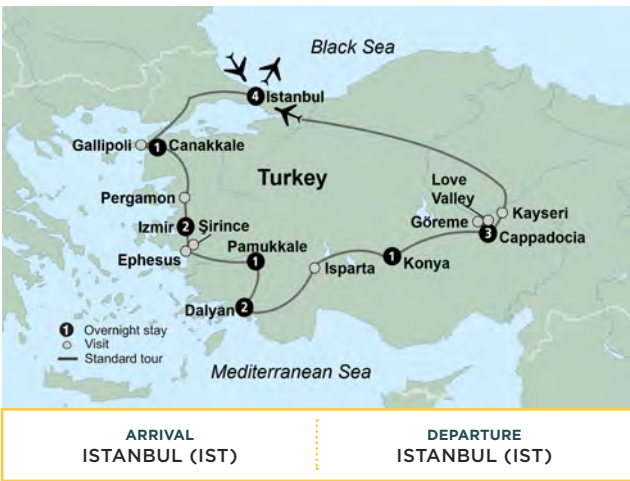 Black Sea
4 Istanbul
Gallipoli 1 Canakkale
Turkey
Love
Valley
Pergamon
Göreme Kayseri
3 Cappadocia
Izmir 2 Şirince
Pamukkale
1
Ephesus
Isparta
1 Konya
Dalyan 2
1 Overnight stay
Visit
Standard tour
Mediterranean Sea
ARRIVAL
ISTANBUL (IST)
DEPARTURE
ISTANBUL (IST)